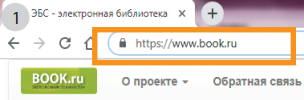 1 ЭБС - электронная библиотека
https://www.book.ru
BOOK.ru О проекте Обратная связь